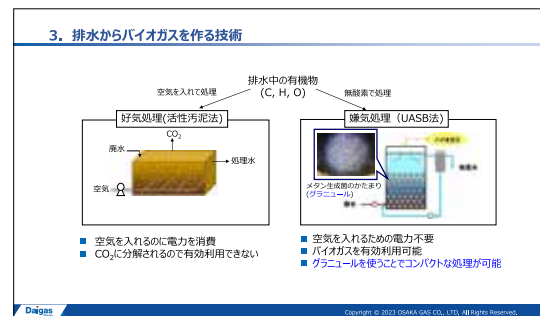 3．排水からバイオガスを作る技術
排水中の有機物
(C, H, O)
空気を入れて処理
無酸素で処理
好気処理(活性汚泥法)
CO2
廃水
処理水
空気
嫌気処理（UASB法）
メタン生成菌のかたまり
(グラニュール)
■ 空気を入れるのに電力を消費
■ CO2に分解されるので有効利用できない
■ 空気を入れるための電力不要
■ バイオガスを有効利用可能
■ グラニュールを使うことでコンパクトな処理が可能
Daigas
Copyright © 2023 OSAKA GAS CO., LTD, All Rights Reserved.